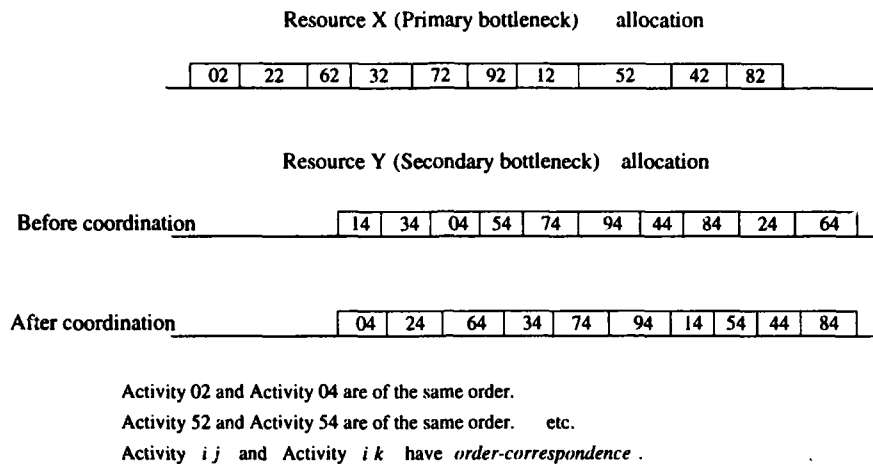 Resource X (Primary bottleneck) allocation
02 22 62 32 72 92 12 52 42 82
Resource Y (Secondary bottleneck) allocation
Before coordination 14 34 04 54 74 94 44 84 24 64
After coordination 04 24 64 34 74 94 14 54 44 84
Activity 02 and Activity 04 are of the same order.
Activity 52 and Activity 54 are of the same order. etc.
Activity i j and Activity i k have order-correspondence .